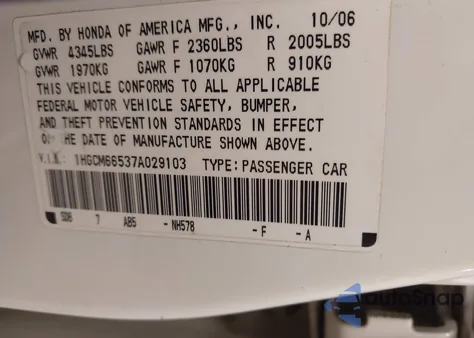 MFD. BY HONDA OF AMERICA MFG., INC. 10/06
GVWR 4345LBS GAWR F 2360LBS R 2005LBS
GVWR 1970KG GAWR F 1070KG R 910KG
THIS VEHICLE CONFORMS TO ALL APPLICABLE
FEDERAL MOTOR VEHICLE SAFETY, BUMPER,
AND THEFT PREVENTION STANDARDS IN EFFECT
ON THE DATE OF MANUFACTURE SHOWN ABOVE.
V.I.N.: 1HGCM66537A029103 TYPE: PASSENGER CAR
SDB 7 AB5 - NH578 - F - A
AutoSnap